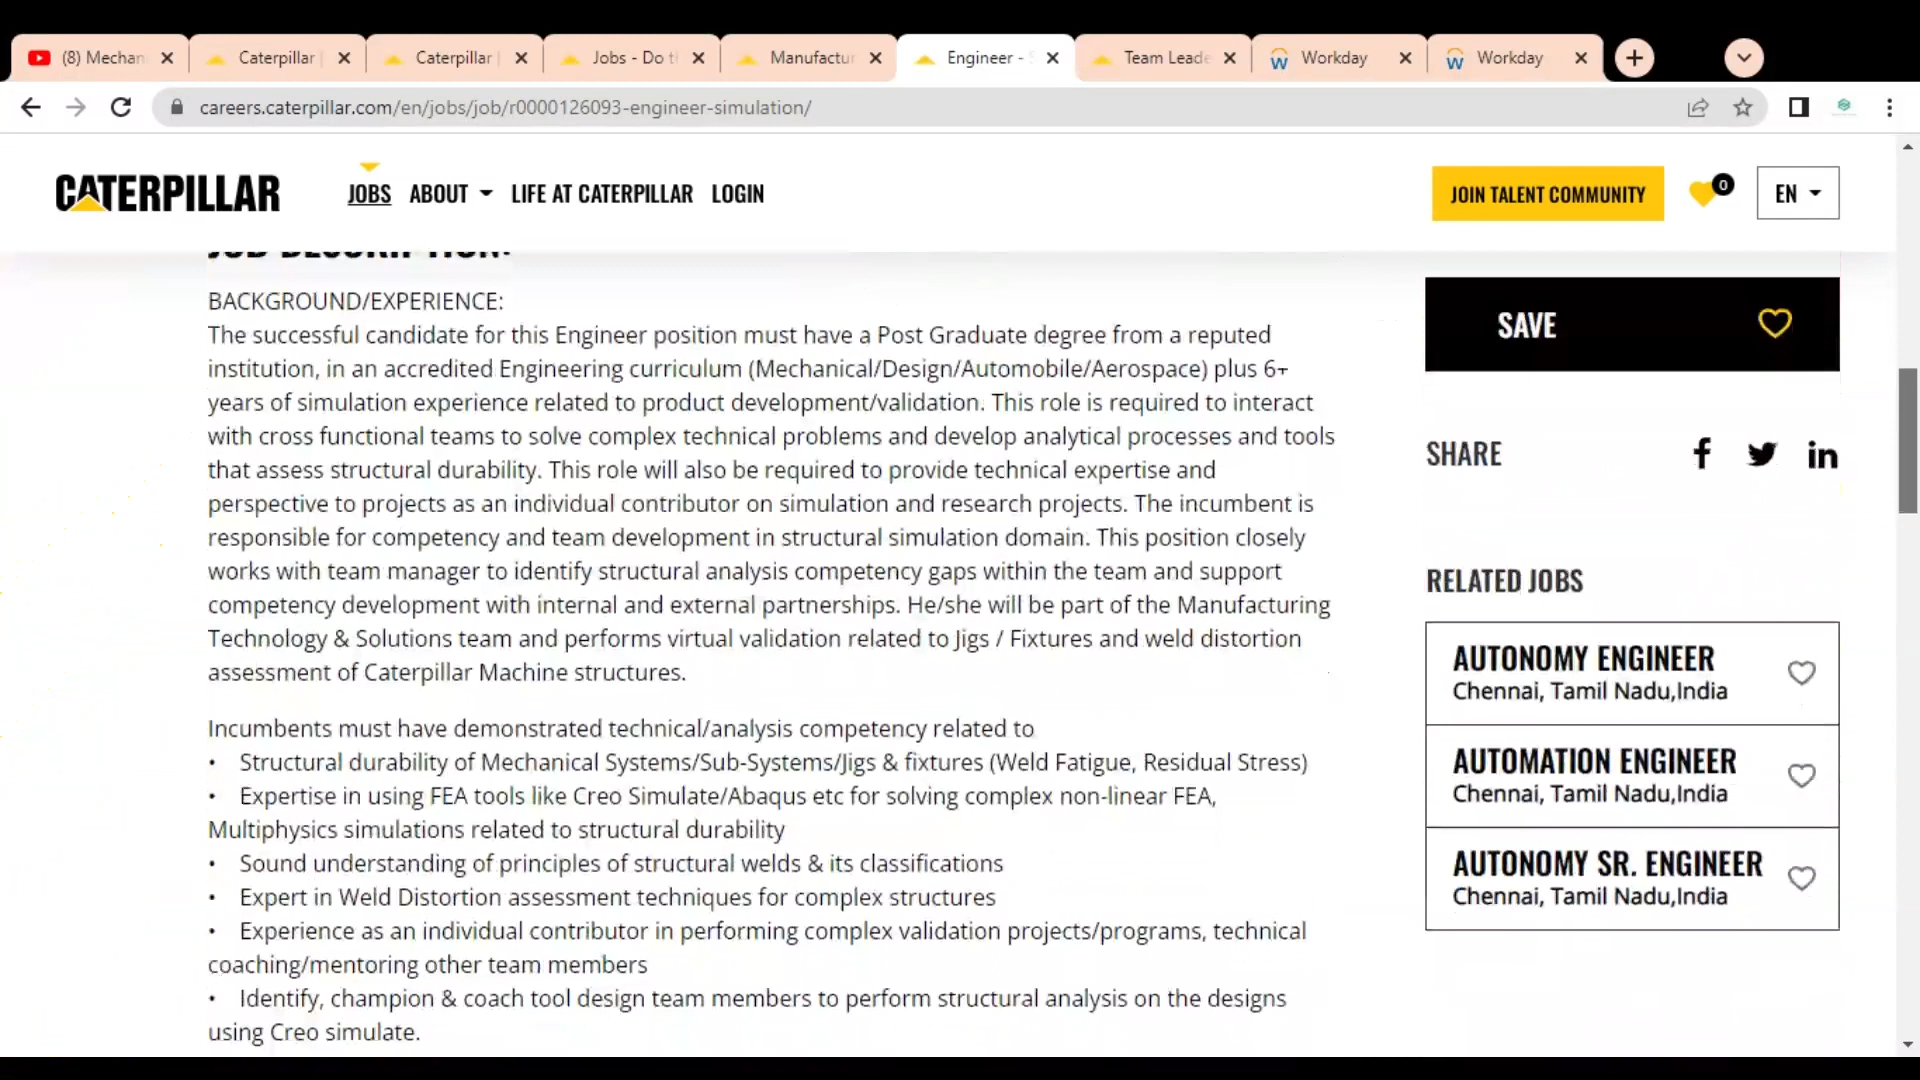 (8) Mechan
Caterpillar |
Caterpillar |
Jobs - Do t
Manufactur
Engineer - S
Team Leade
Workday
Workday
careers.caterpillar.com/en/jobs/job/r0000126093-engineer-simulation/
CATERPILLAR
JOBS
ABOUT
LIFE AT CATERPILLAR
LOGIN
JOIN TALENT COMMUNITY
0
EN
JOB DESCRIPTION:
BACKGROUND/EXPERIENCE:
The successful candidate for this Engineer position must have a Post Graduate degree from a reputed
institution, in an accredited Engineering curriculum (Mechanical/Design/Automobile/Aerospace) plus 6+
years of simulation experience related to product development/validation. This role is required to interact
with cross functional teams to solve complex technical problems and develop analytical processes and tools
that assess structural durability. This role will also be required to provide technical expertise and
perspective to projects as an individual contributor on simulation and research projects. The incumbent is
responsible for competency and team development in structural simulation domain. This position closely
works with team manager to identify structural analysis competency gaps within the team and support
competency development with internal and external partnerships. He/she will be part of the Manufacturing
Technology & Solutions team and performs virtual validation related to Jigs / Fixtures and weld distortion
assessment of Caterpillar Machine structures.
Incumbents must have demonstrated technical/analysis competency related to
• Structural durability of Mechanical Systems/Sub-Systems/Jigs & fixtures (Weld Fatigue, Residual Stress)
• Expertise in using FEA tools like Creo Simulate/Abaqus etc for solving complex non-linear FEA,
Multiphysics simulations related to structural durability
• Sound understanding of principles of structural welds & its classifications
• Expert in Weld Distortion assessment techniques for complex structures
• Experience as an individual contributor in performing complex validation projects/programs, technical
coaching/mentoring other team members
• Identify, champion & coach tool design team members to perform structural analysis on the designs
using Creo simulate.
SAVE
SHARE
RELATED JOBS
AUTONOMY ENGINEER
Chennai, Tamil Nadu,India
AUTOMATION ENGINEER
Chennai, Tamil Nadu,India
AUTONOMY SR. ENGINEER
Chennai, Tamil Nadu,India